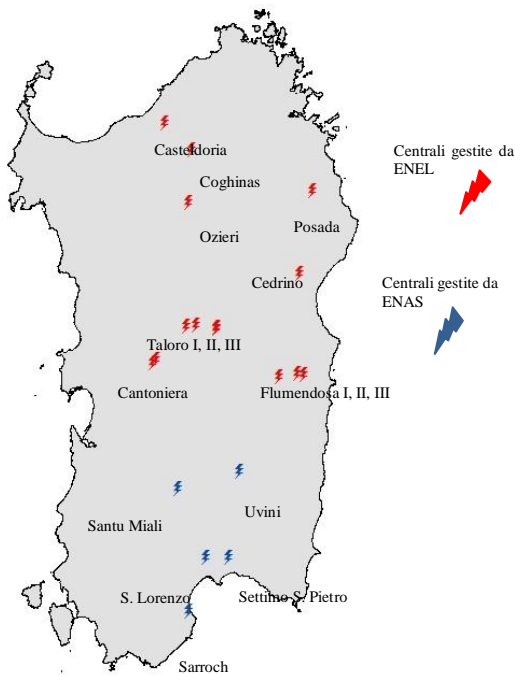 Casteldoria
Centrali gestite da
ENEL
Coghinas
Posada
Ozieri
Cedrino
Centrali gestite da
ENAS
Taloro I, II, III
Cantoniera
Flumendosa I, II, III
Uvini
Santu Miali
S. Lorenzo
Settimo S. Pietro
Sarroch